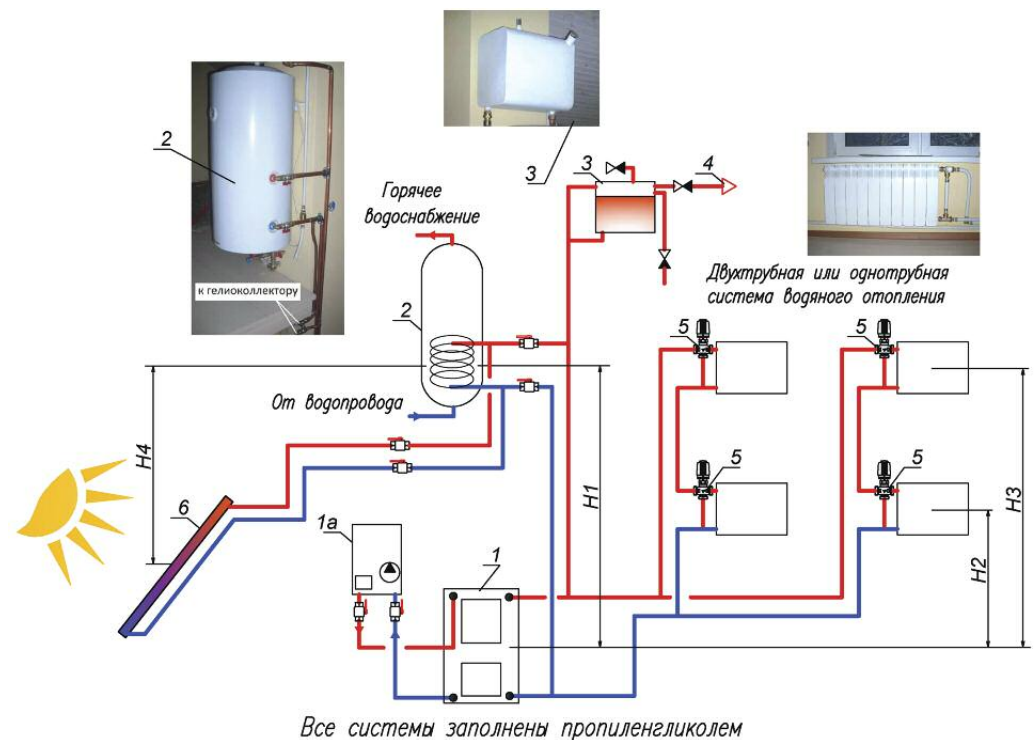 2
3
3
4
Горячее
водоснабжение
к гелиоколлектору
2
Двухтрубная или однотрубная
система водяного отопления
5
5
От водопровода
H4
H1
H3
5
5
6
1а
1
H2
Все системы заполнены пропиленгликолем